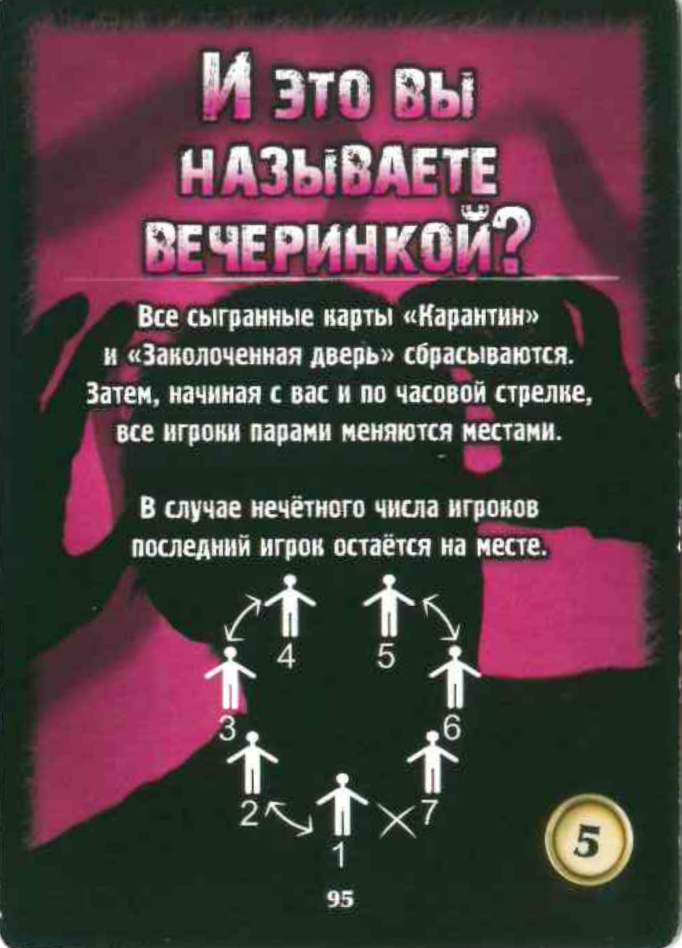 И это вы
называете
вечеринкой?
Все сыгранные карты «Карантин»
и «Заколоченная дверь» сбрасываются.
Затем, начиная с вас и по часовой стрелке,
все игроки парами меняются местами.
В случае нечётного числа игроков
последний игрок остаётся на месте.
4 5
3 6
2 7
1
5
95